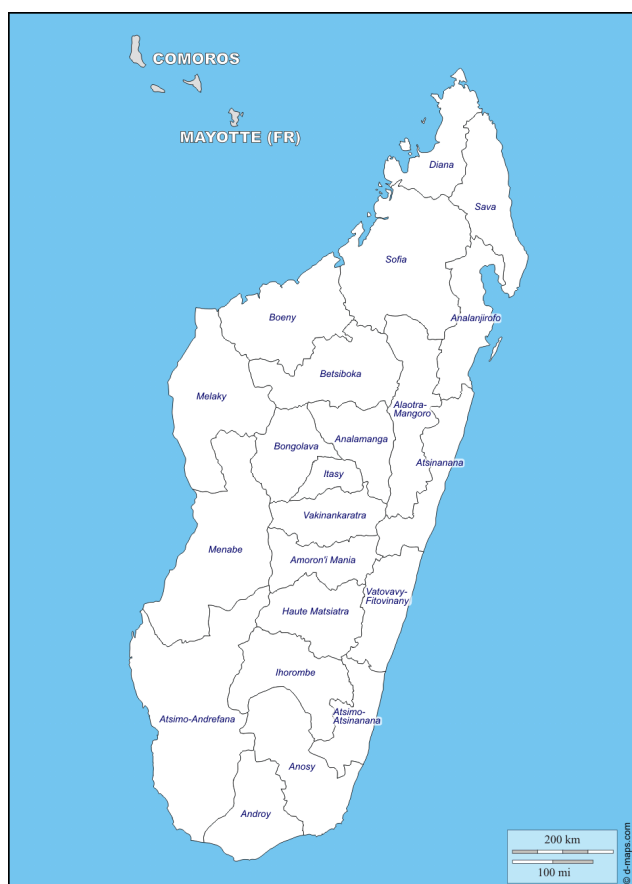 COMOROS
MAYOTTE (FR)
Diana
Sava
Sofia
Boeny
Analanjirofo
Betsiboka
Melaky
Alaotra-
Mangoro
Bongolava
Analamanga
Atsinanana
Itasy
Vakinankaratra
Menabe
Amoron'i Mania
Vatovavy-
Fitovinany
Haute Matsiatra
Ihorombe
Atsimo-Andrefana
Atsimo-
Atsinanana
Anosy
Androy
200 km
100 mi
© d-maps.com